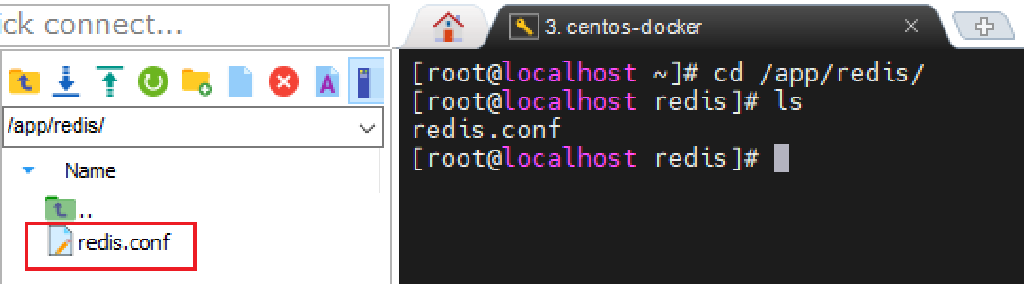 ick connect...
3. centos-docker
/app/redis/
Name
..
redis.conf
[root@localhost ~]# cd /app/redis/
[root@localhost redis]# ls
redis.conf
[root@localhost redis]#